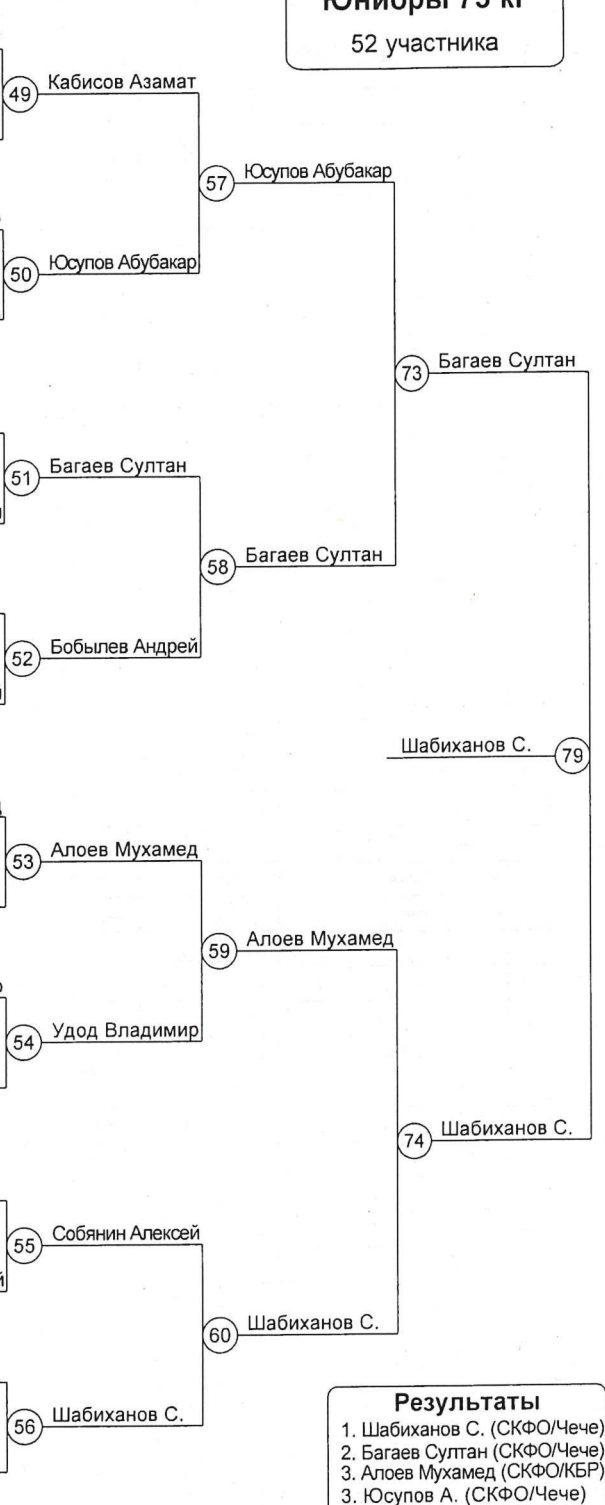 Юниоры 75 кг
52 участника
49 Кабисов Азамат
57 Юсупов Абубакар
50 Юсупов Абубакар
73 Багаев Султан
51 Багаев Султан
58 Багаев Султан
52 Бобылев Андрей
Шабиханов С. 79
53 Алоев Мухамед
59 Алоев Мухамед
54 Удод Владимир
74 Шабиханов С.
55 Собянин Алексей
60 Шабиханов С.
56 Шабиханов С.
Результаты
1. Шабиханов С. (СКФО/Чече)
2. Багаев Султан (СКФО/Чече)
3. Алоев Мухамед (СКФО/КБР)
3. Юсупов А. (СКФО/Чече)